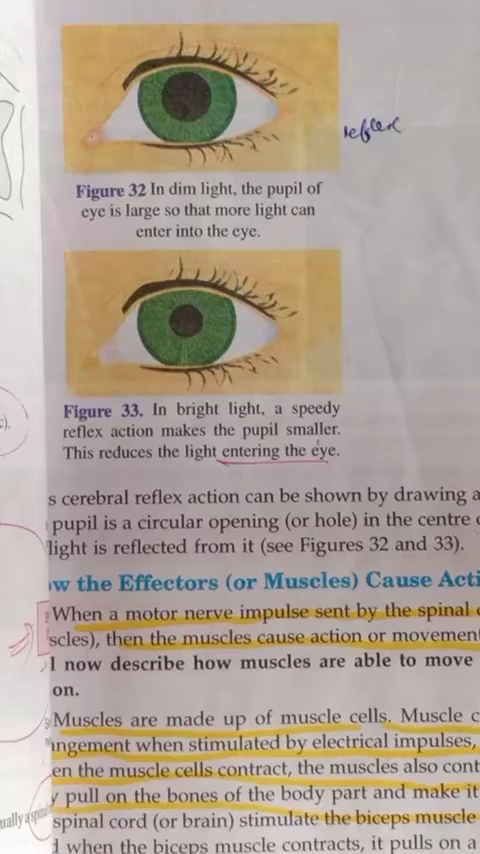 reflex
Figure 32 In dim light, the pupil of
eye is large so that more light can
enter into the eye.
Figure 33. In bright light, a speedy
reflex action makes the pupil smaller.
This reduces the light entering the eye.
s cerebral reflex action can be shown by drawing a
pupil is a circular opening (or hole) in the centre
light is reflected from it (see Figures 32 and 33).
w the Effectors (or Muscles) Cause Acti
When a motor nerve impulse sent by the spinal
scles), then the muscles cause action or movement
l now describe how muscles are able to move
on.
Muscles are made up of muscle cells. Muscle c
angement when stimulated by electrical impulses,
en the muscle cells contract, the muscles also cont
y pull on the bones of the body part and make it
ually a
spinal cord (or brain) stimulate the biceps muscle
d when the biceps muscle contracts, it pulls on a